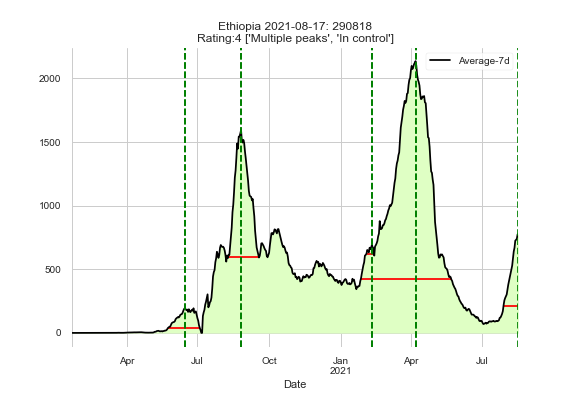 Ethiopia 2021-08-17: 290818
Rating:4 ['Multiple peaks', 'In control']
Average-7d
2000
1500
1000
500
0
Apr
Jul
Oct
Jan
2021
Apr
Jul
Date